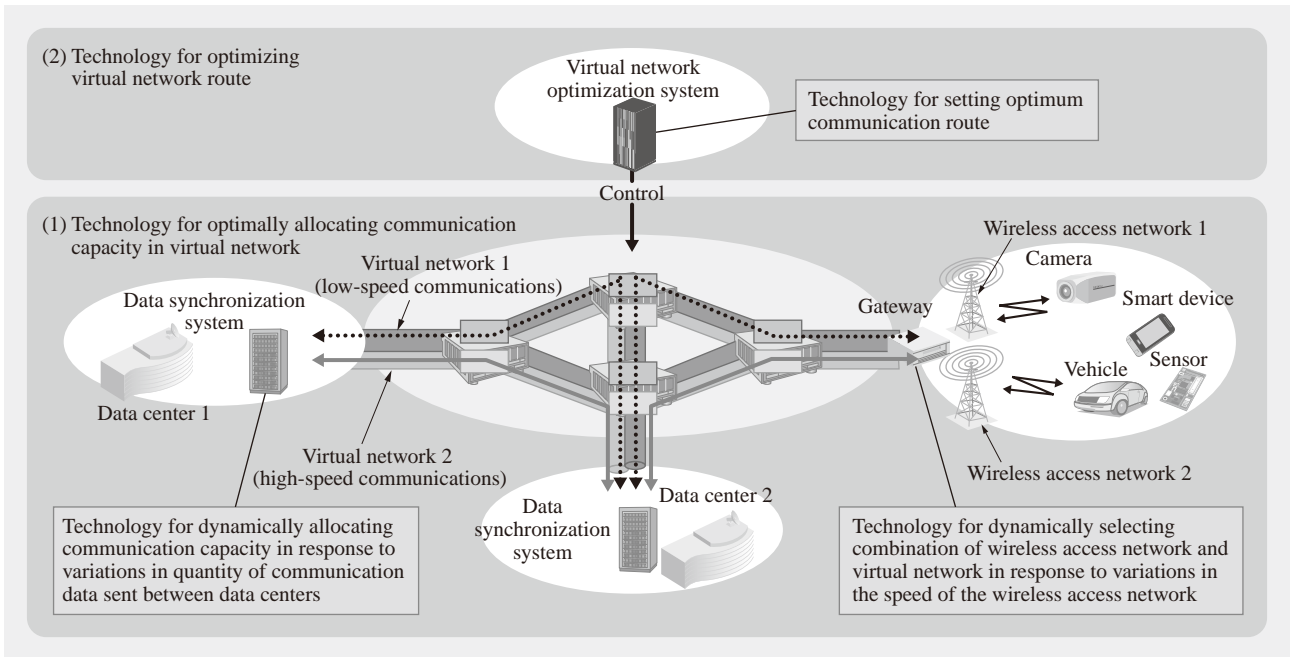 (2) Technology for optimizing
virtual network route
Virtual network
optimization system
Technology for setting optimum
communication route
Control
(1) Technology for optimally allocating communication
capacity in virtual network
Virtual network 1
(low-speed communications)
Data synchronization
system
Data center 1
Virtual network 2
(high-speed communications)
Gateway
Wireless access network 1
Camera
Smart device
Sensor
Vehicle
Wireless access network 2
Data center 2
Data
synchronization
system
Technology for dynamically allocating
communication capacity in response to
variations in quantity of communication
data sent between data centers
Technology for dynamically selecting
combination of wireless access network and
virtual network in response to variations in
the speed of the wireless access network